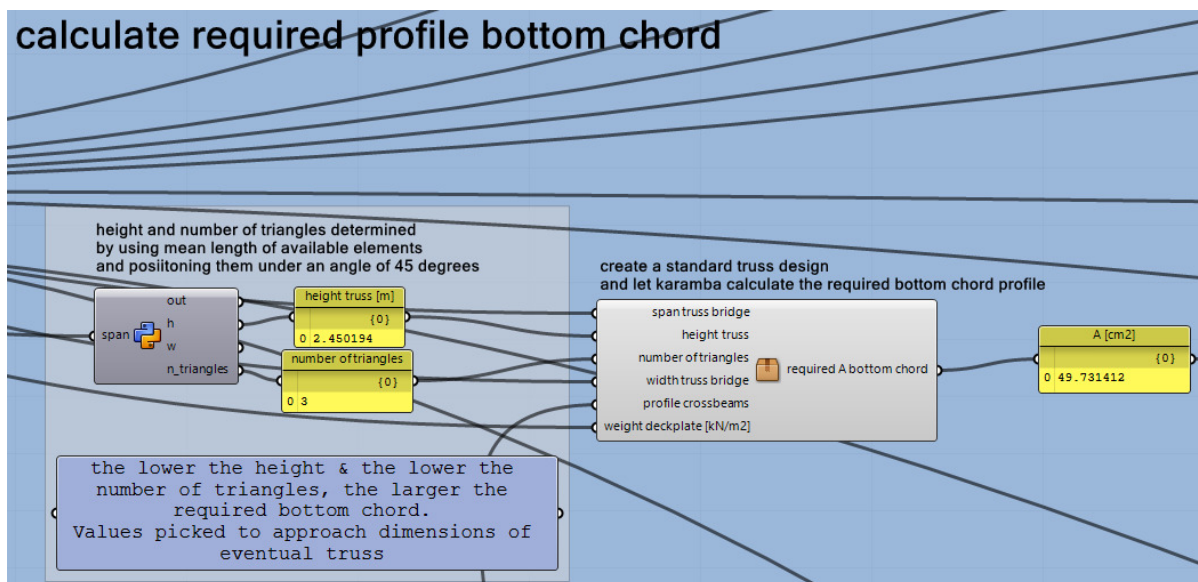 calculate required profile bottom chord
height and number of triangles determined
by using mean length of available elements
and posiitoning them under an angle of 45 degrees
span
out
h
w
n_triangles
height truss [m]
{0}
0 2.450194
number of triangles
{0}
0 3
the lower the height & the lower the
number of triangles, the larger the
required bottom chord.
Values picked to approach dimensions of
eventual truss
create a standard truss design
and let karamba calculate the required bottom chord profile
span truss bridge
height truss
number of triangles
width truss bridge
profile crossbeams
weight deckplate [kN/m2]
required A bottom chord
A [cm2]
{0}
0 49.731412